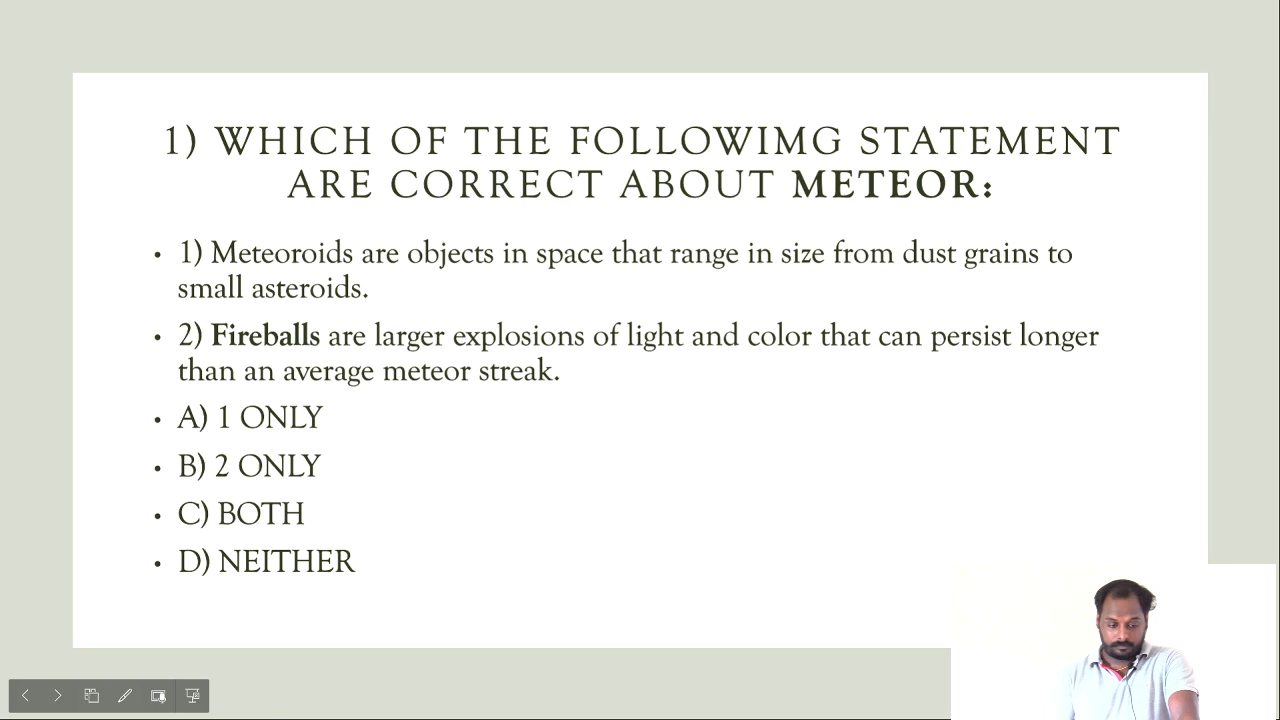 1) WHICH OF THE FOLLOWIMG STATEMENT
ARE CORRECT ABOUT METEOR:
• 1) Meteoroids are objects in space that range in size from dust grains to
small asteroids.
• 2) Fireballs are larger explosions of light and color that can persist longer
than an average meteor streak.
• A) 1 ONLY
• B) 2 ONLY
• C) BOTH
• D) NEITHER